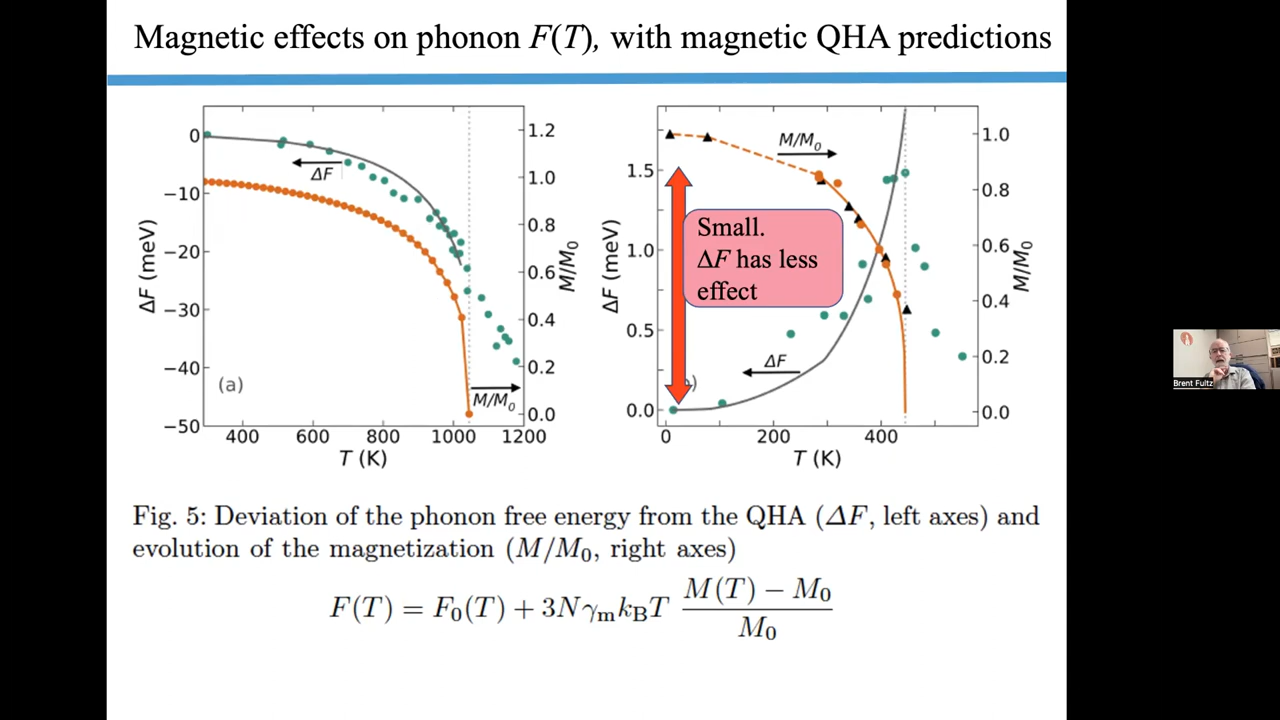 Magnetic effects on phonon F(T), with magnetic QHA predictions
0
−10
−20
−30
−40
−50
ΔF (meV)
ΔF
(a)
M/M₀
1.2
1.0
0.8
0.6
0.4
0.2
0.0
M/M₀
400
600
800
1000
1200
T (K)
1.5
1.0
0.5
0.0
ΔF (meV)
M/M₀
Small.
ΔF has less
effect
ΔF
)
1.0
0.8
0.6
0.4
0.2
0.0
M/M₀
0
200
400
T (K)
Fig. 5: Deviation of the phonon free energy from the QHA (ΔF, left axes) and
evolution of the magnetization (M/M₀, right axes)
F(T) = F₀(T) + 3Nγₘk_BT (M(T) − M₀)/M₀
Brent Fultz